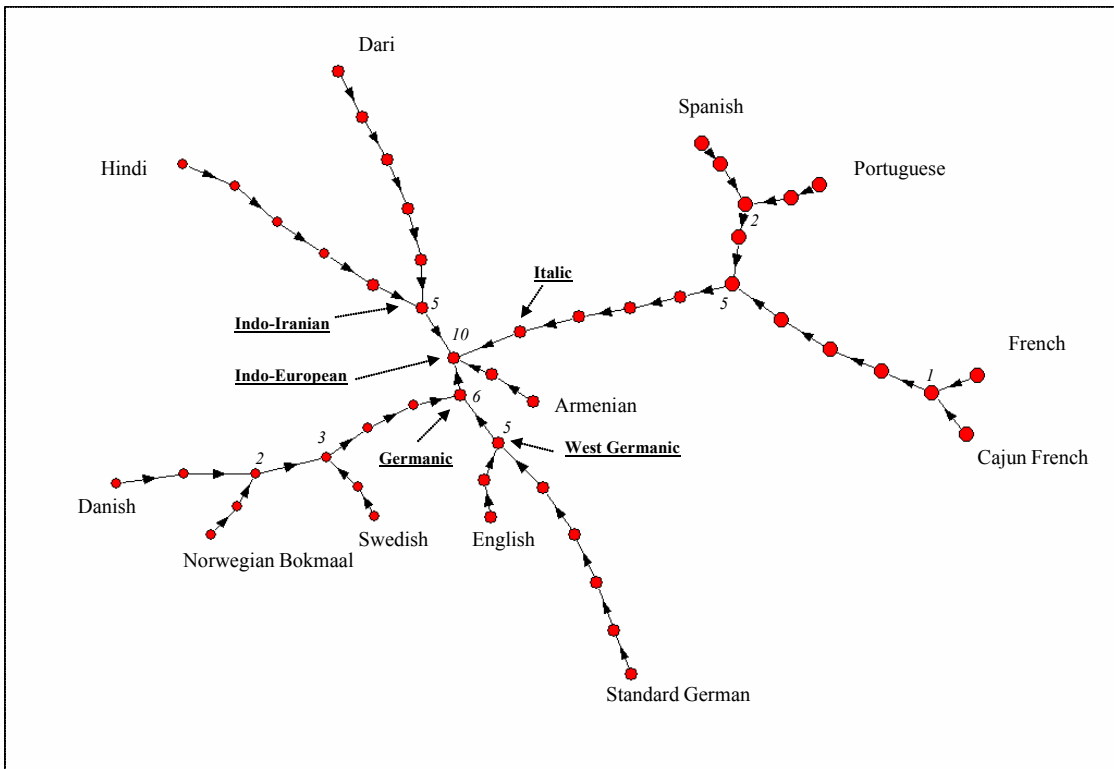 Dari
Spanish
Hindi
Portuguese
2
Italic
5
5
Indo-Iranian
10
French
Indo-European
1
6
Armenian
5
3
West Germanic
Germanic
Cajun French
2
Danish
Swedish
English
Norwegian Bokmaal
Standard German